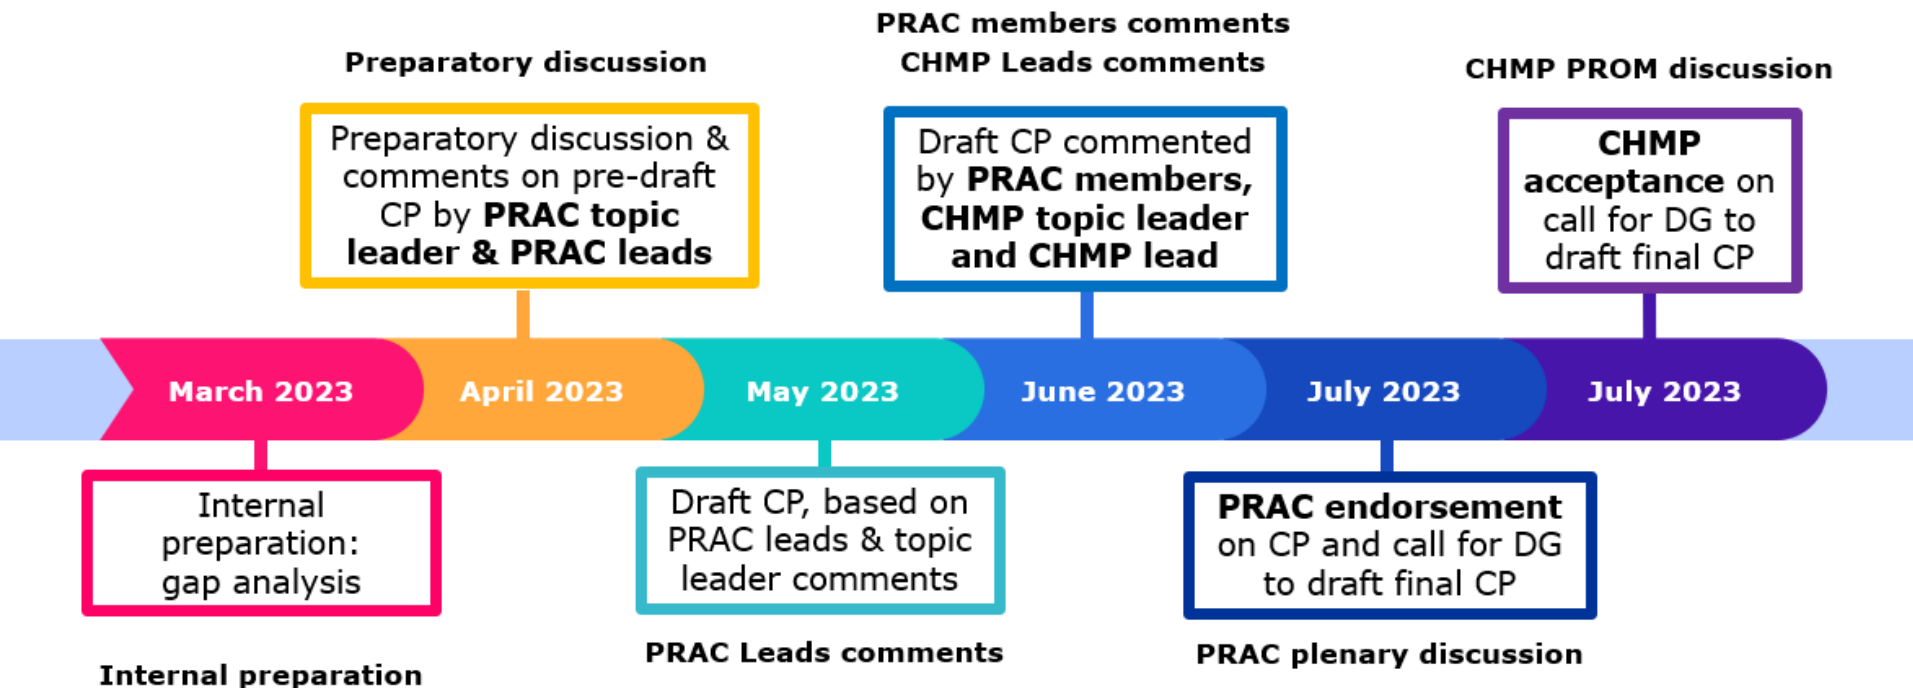 PRAC members comments
CHMP Leads comments
Preparatory discussion
CHMP PROM discussion
Preparatory discussion &
comments on pre-draft
CP by PRAC topic
leader & PRAC leads
Draft CP commented
by PRAC members,
CHMP topic leader
and CHMP lead
CHMP
acceptance on
call for DG to
draft final CP
March 2023
April 2023
May 2023
June 2023
July 2023
July 2023
Internal
preparation:
gap analysis
Internal preparation
Draft CP, based on
PRAC leads & topic
leader comments
PRAC Leads comments
PRAC endorsement
on CP and call for DG
to draft final CP
PRAC plenary discussion